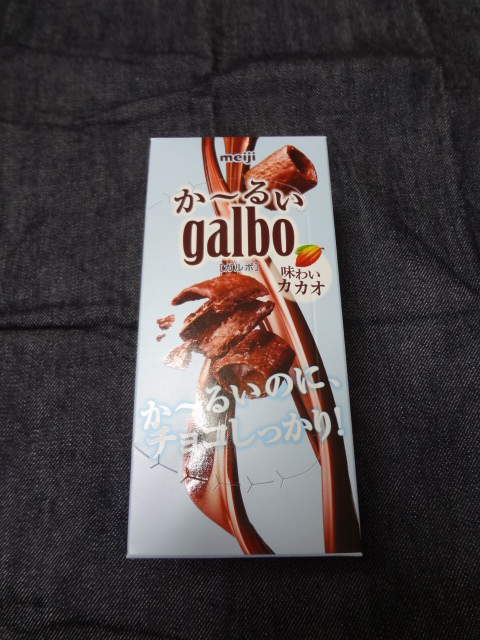 meiji
か〜るい
galbo
[ガルボ]
味わい
カカオ
か〜るいのに、
チョコしっかり!